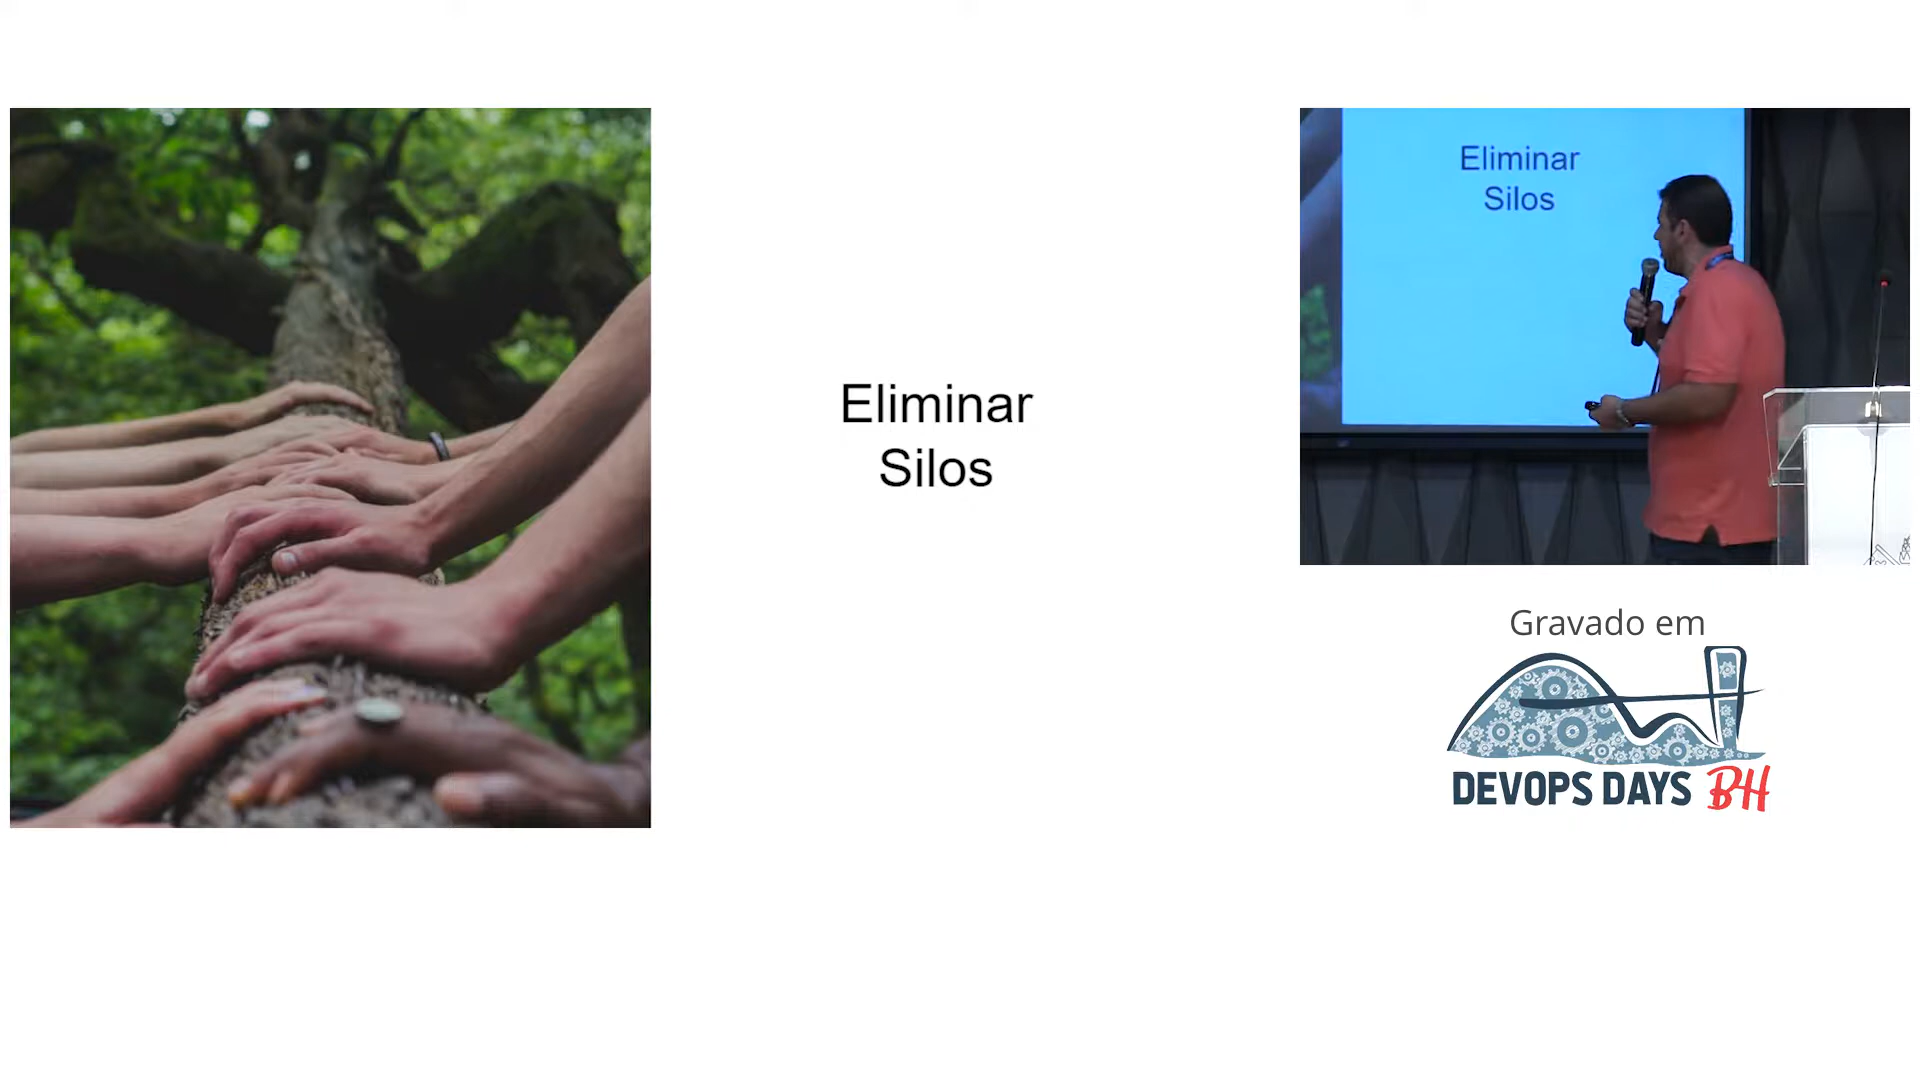 Eliminar
Silos
Eliminar
Silos
Gravado em
DEVOPS DAYS BH